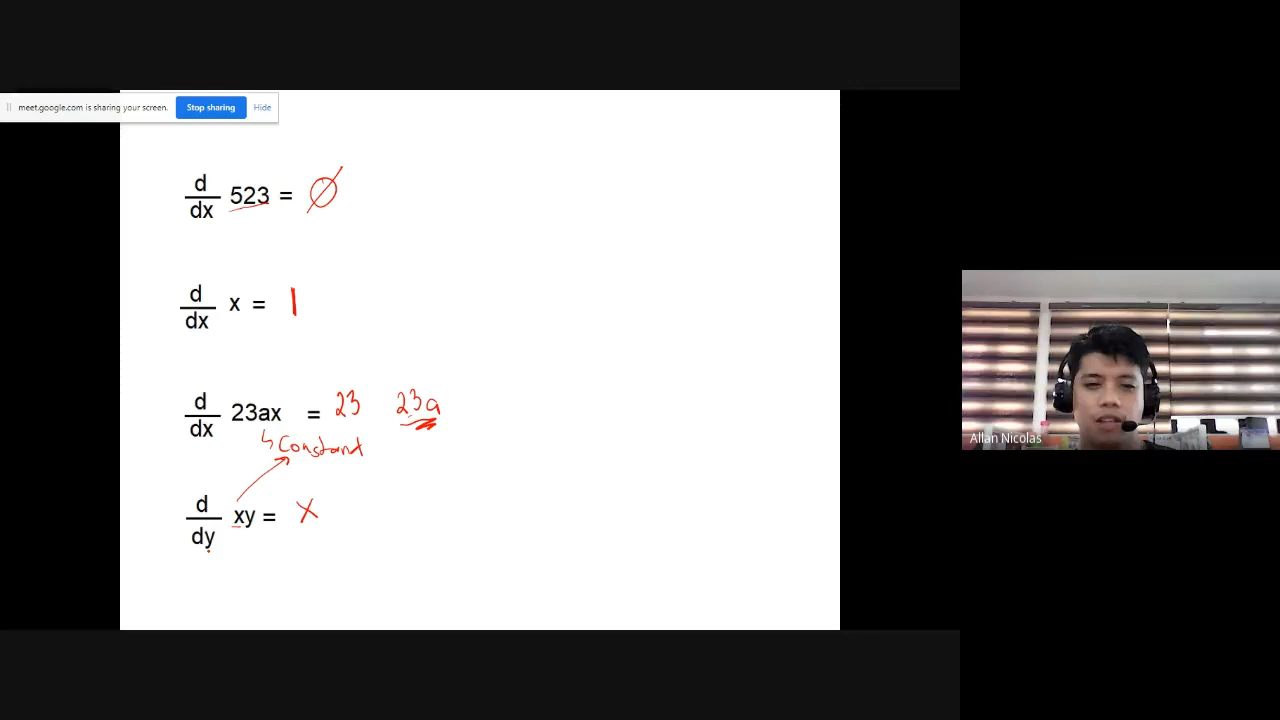 meet.google.com is sharing your screen. Stop sharing Hide
d/dx 523 = ∅
d/dx x = 1
d/dx 23ax = 23 23a
↳ Constant
d/dy xy = x
Allan Nicolas